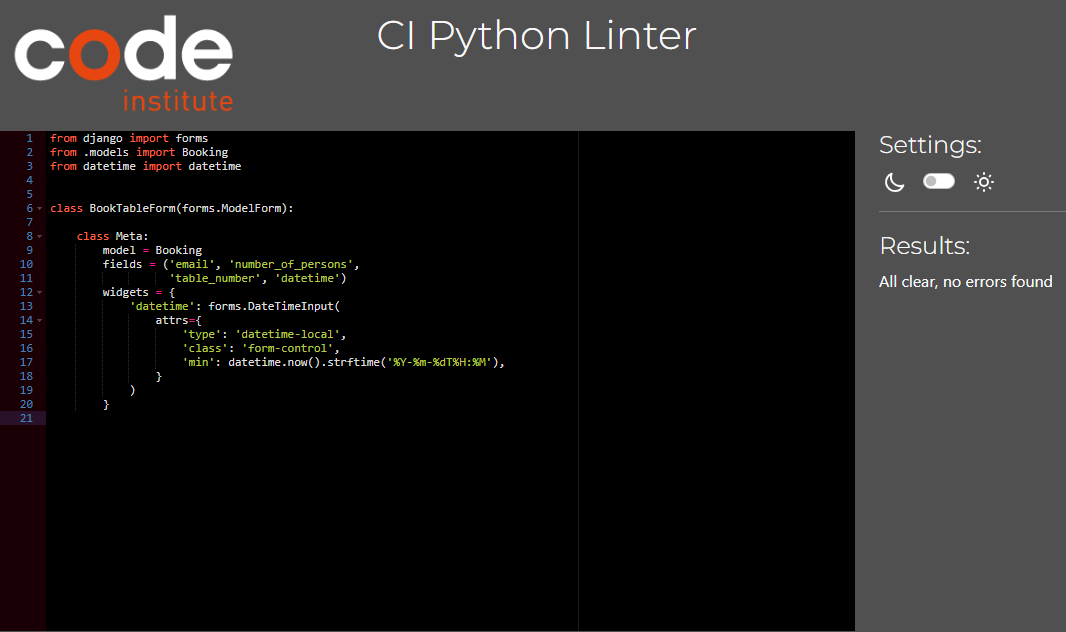 code
institute
CI Python Linter
1 from django import forms
2 from .models import Booking
3 from datetime import datetime
4
5
6 class BookTableForm(forms.ModelForm):
7
8     class Meta:
9         model = Booking
10         fields = ('email', 'number_of_persons',
11                   'table_number', 'datetime')
12         widgets = {
13             'datetime': forms.DateTimeInput(
14                 attrs={
15                     'type': 'datetime-local',
16                     'class': 'form-control',
17                     'min': datetime.now().strftime('%Y-%m-%dT%H:%M'),
18                 }
19             )
20         }
21
Settings:
Results:
All clear, no errors found